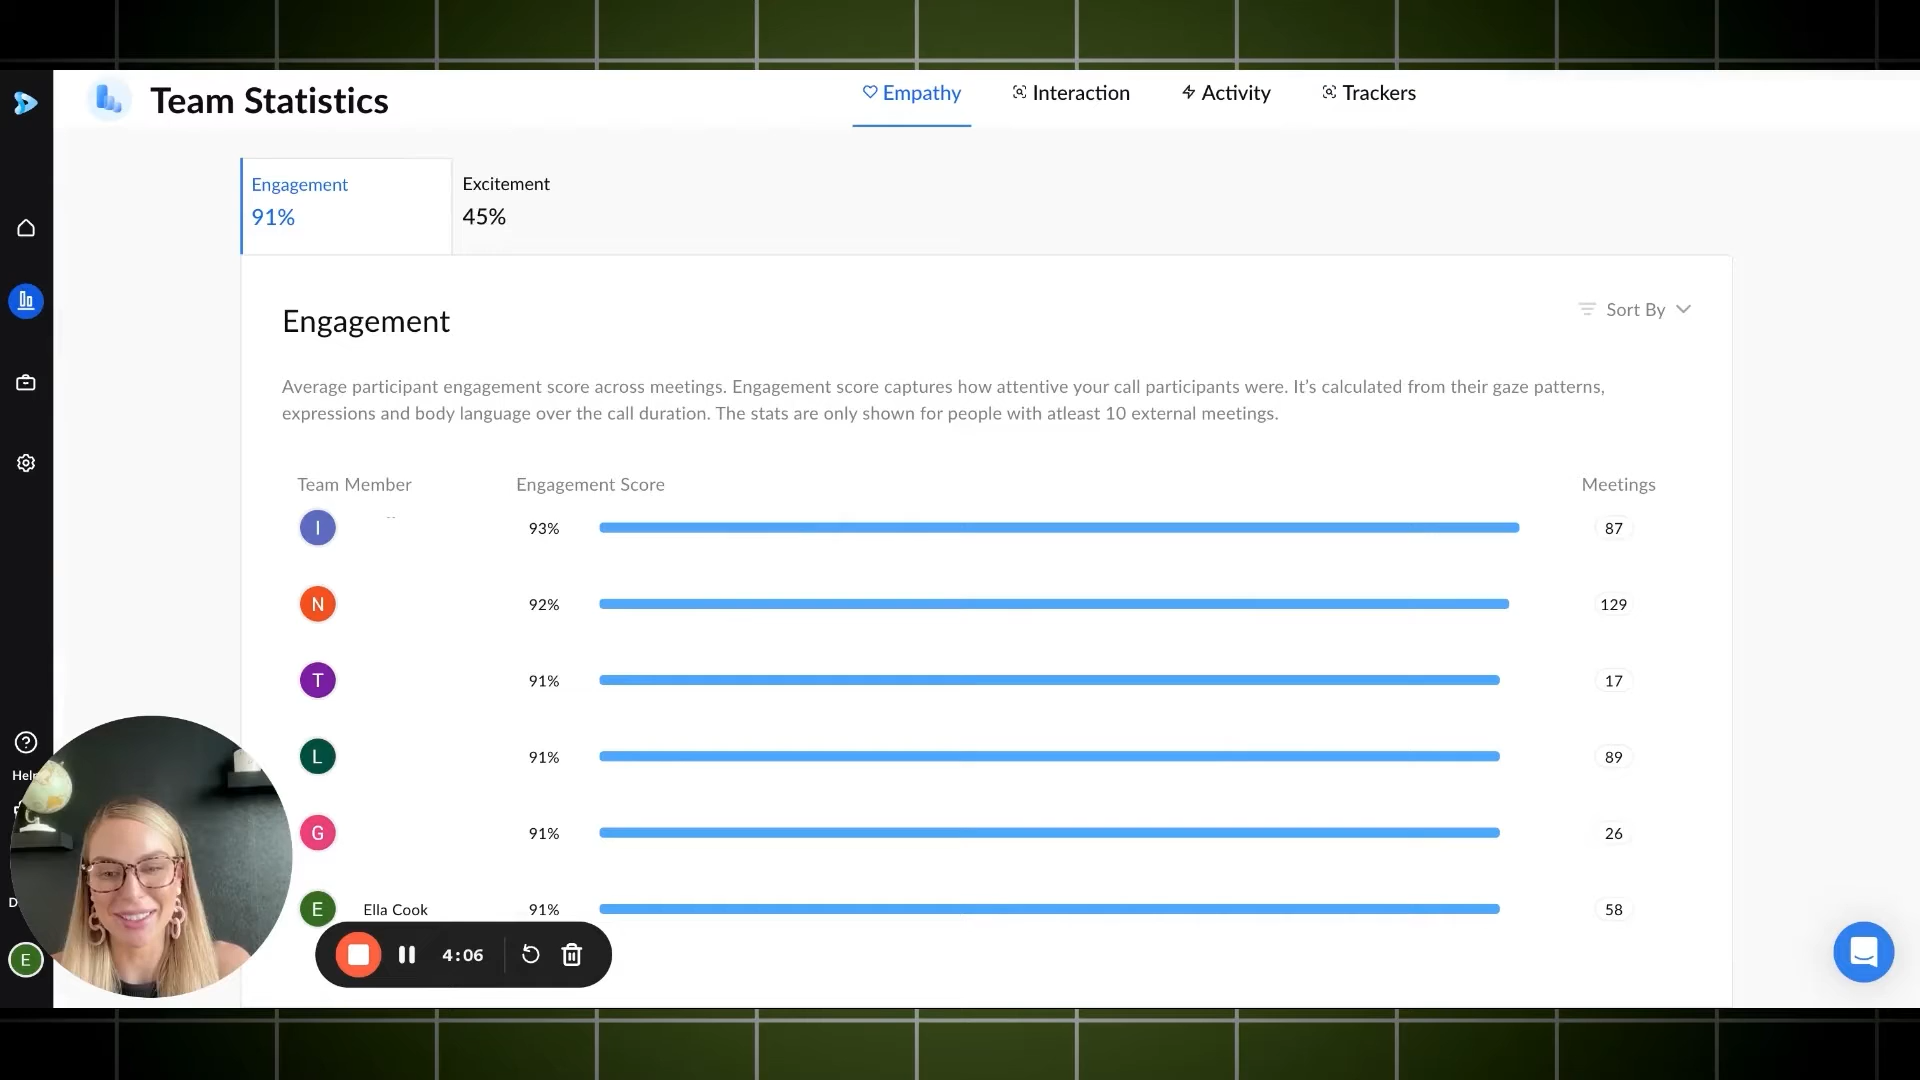 Team Statistics
Empathy
Interaction
Activity
Trackers
Engagement
91%
Excitement
45%
Engagement
Sort By
Average participant engagement score across meetings. Engagement score captures how attentive your call participants were. It’s calculated from their gaze patterns,
expressions and body language over the call duration. The stats are only shown for people with atleast 10 external meetings.
Team Member Engagement Score Meetings
I 93% 87
N 92% 129
T 91% 17
L 91% 89
G 91% 26
E Ella Cook 91% 58
4:06
E